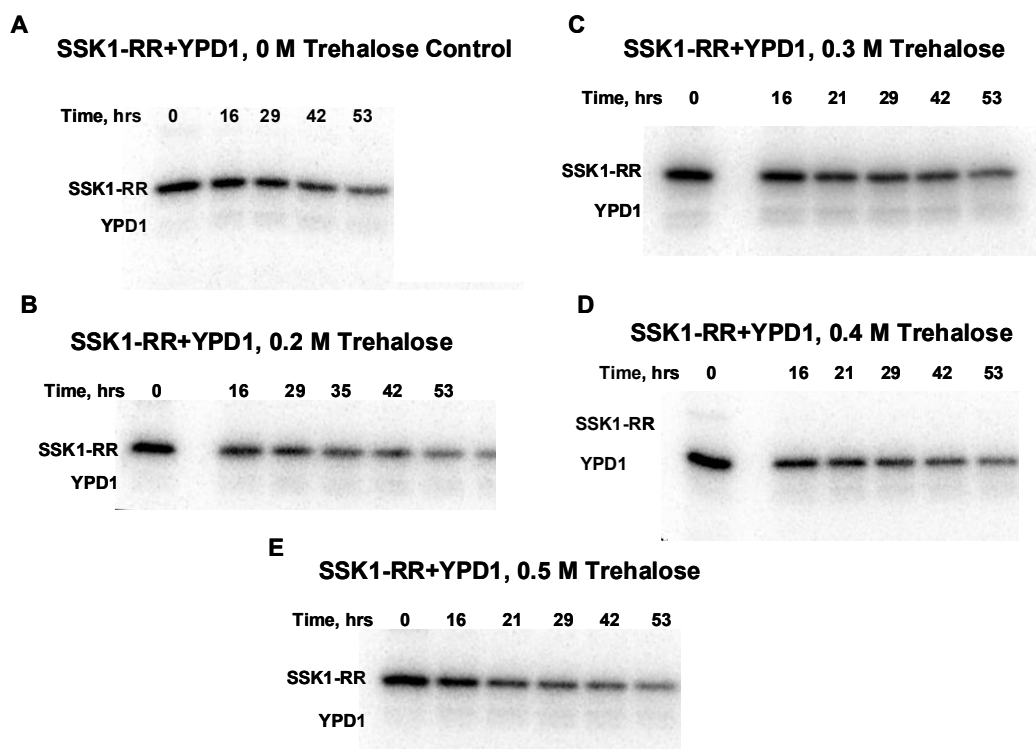 A
SSK1-RR+YPD1, 0 M Trehalose Control
Time, hrs 0 16 29 42 53
SSK1-RR
YPD1
B
SSK1-RR+YPD1, 0.2 M Trehalose
Time, hrs 0 16 29 35 42 53
SSK1-RR
YPD1
C
SSK1-RR+YPD1, 0.3 M Trehalose
Time, hrs 0 16 21 29 42 53
SSK1-RR
YPD1
D
SSK1-RR+YPD1, 0.4 M Trehalose
Time, hrs 0 16 21 29 42 53
SSK1-RR
YPD1
E
SSK1-RR+YPD1, 0.5 M Trehalose
Time, hrs 0 16 21 29 42 53
SSK1-RR
YPD1